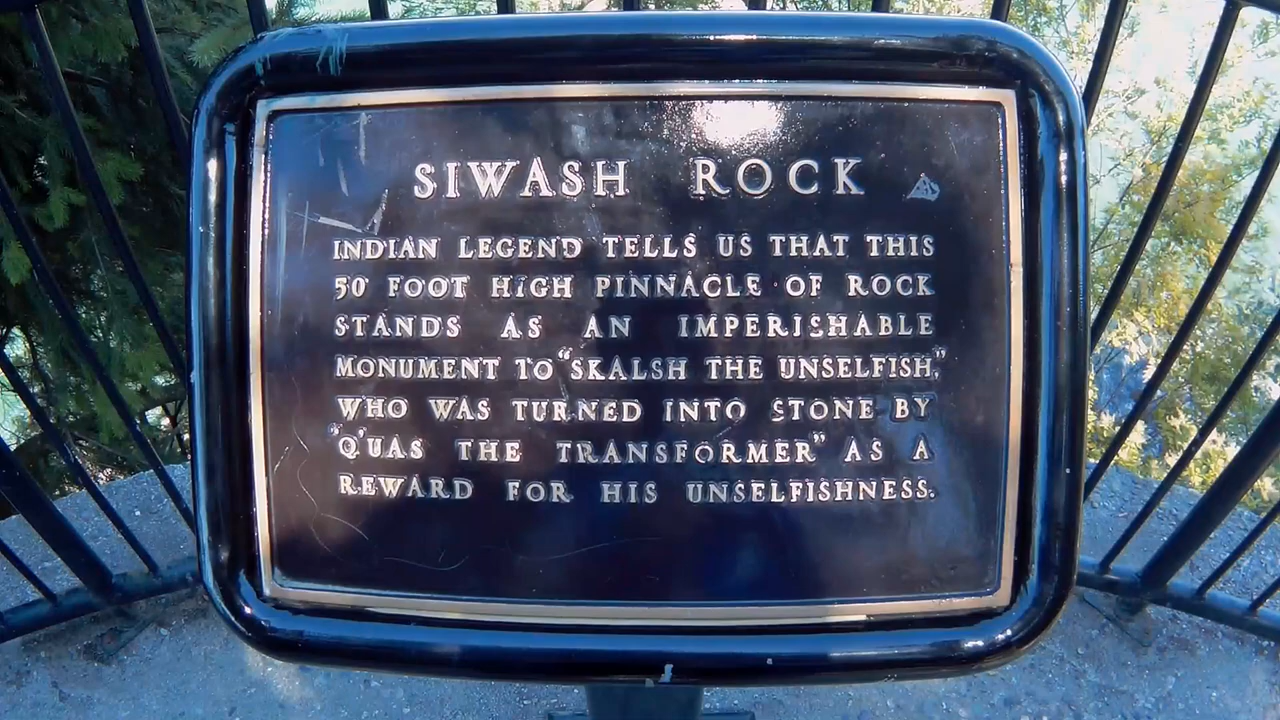 SIWASH ROCK
INDIAN LEGEND TELLS US THAT THIS
50' FOOT HIGH PINNACLE OF ROCK
STANDS AS AN IMPERISHABLE
MONUMENT TO "SKALSH THE UNSELFISH,"
WHO WAS TURNED INTO STONE BY
"Q'UAS THE TRANSFORMER" AS A
REWARD FOR HIS UNSELFISHNESS.